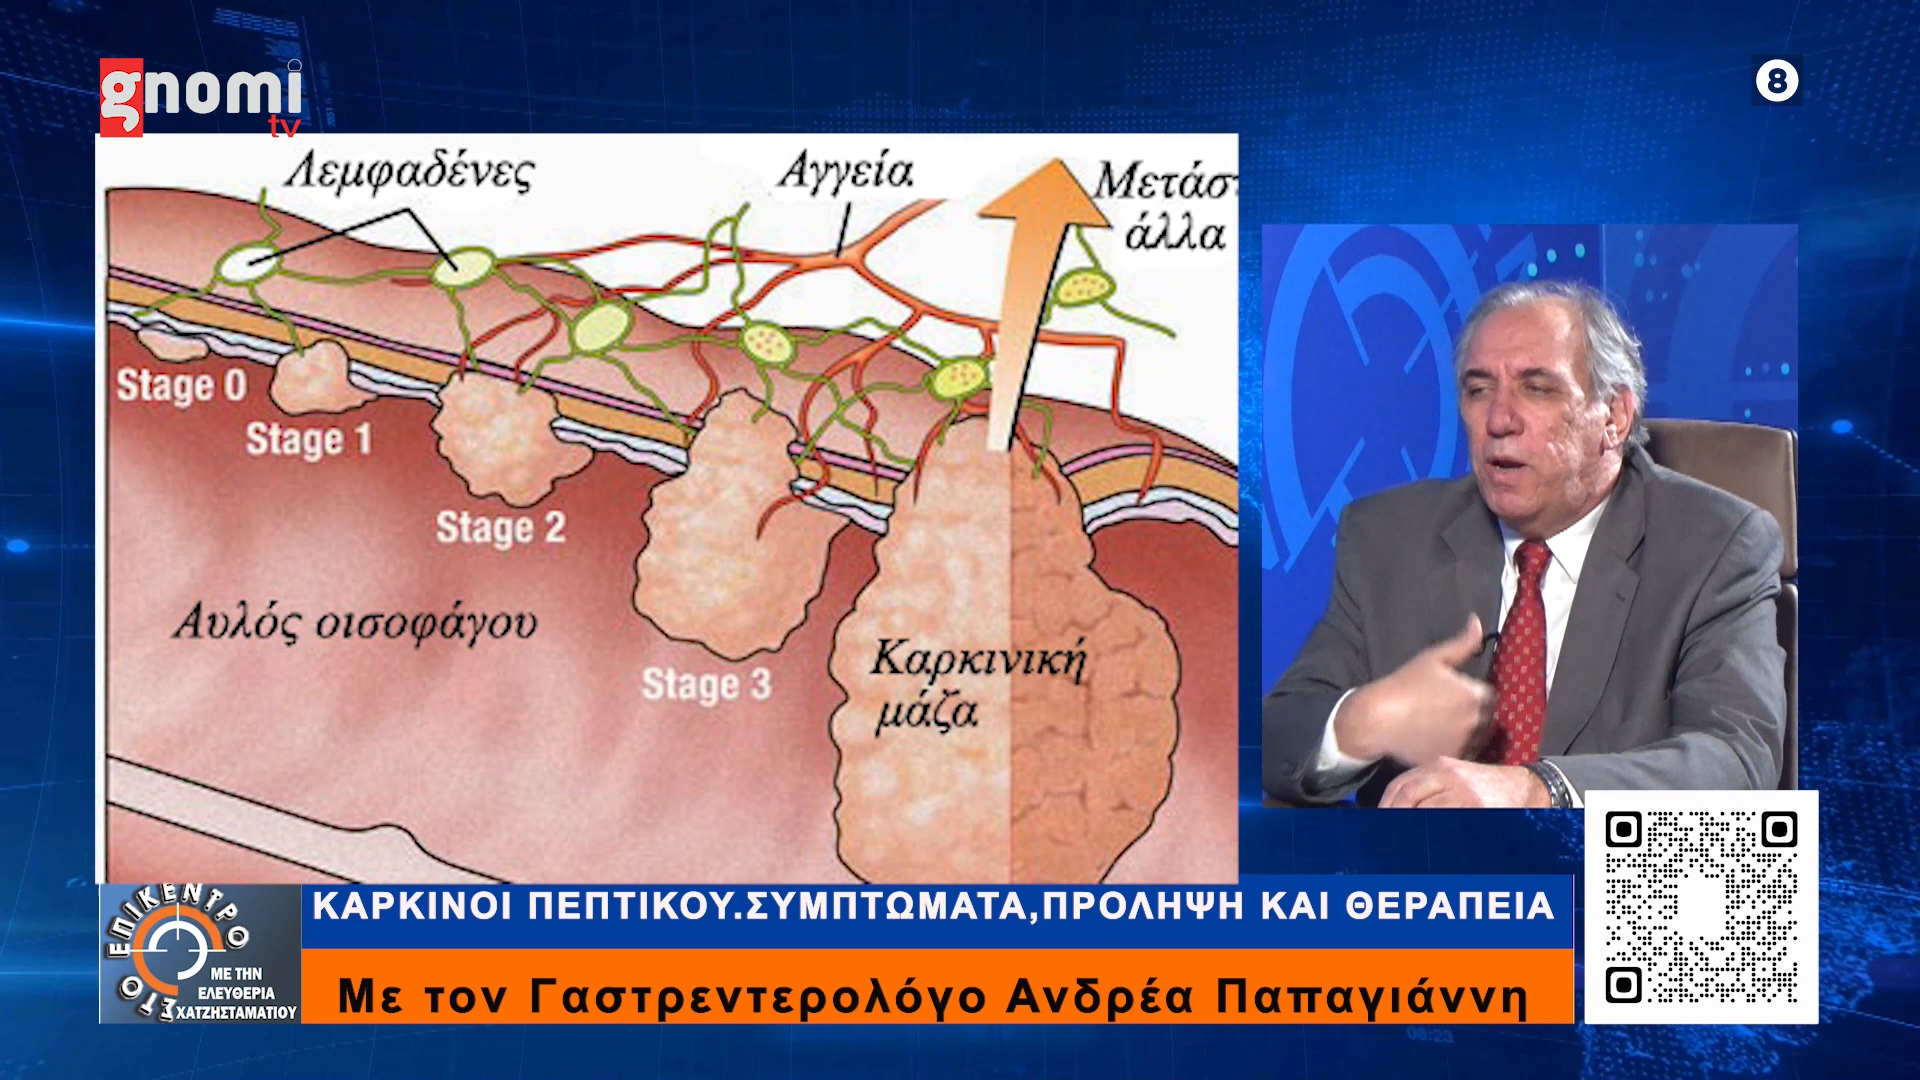 gnomi
tv
8
Λεμφαδένες
Αγγεία
Μετάσ
άλλα
Stage 0
Stage 1
Stage 2
Stage 3
Αυλός οισοφάγου
Καρκινική
μάζα
ΣΤΟ ΕΠΙΚΕΝΤΡΟ
ΜΕ ΤΗΝ
ΕΛΕΥΘΕΡΙΑ
ΧΑΤΖΗΣΤΑΜΑΤΙΟΥ
ΚΑΡΚΙΝΟΙ ΠΕΠΤΙΚΟΥ.ΣΥΜΠΤΩΜΑΤΑ,ΠΡΟΛΗΨΗ ΚΑΙ ΘΕΡΑΠΕΙΑ
Με τον Γαστρεντερολόγο Ανδρέα Παπαγιάννη